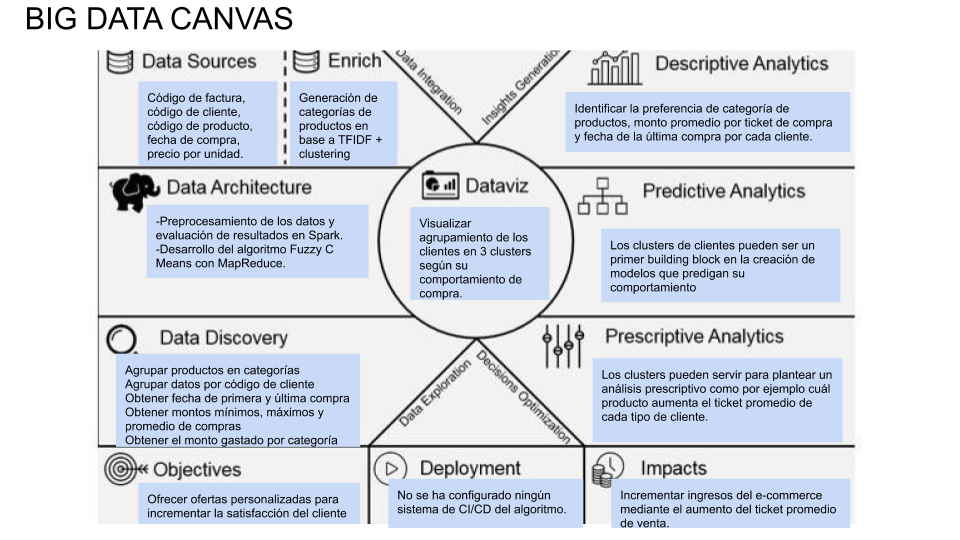 BIG DATA CANVAS
Data Sources
Código de factura,
código de cliente,
código de producto,
fecha de compra,
precio por unidad.
Enrich
Generación de
categorías de
productos en
base a TFIDF +
clustering
Data Integration
Insights Generation
Descriptive Analytics
Identificar la preferencia de categoría de
productos, monto promedio por ticket de compra
y fecha de la última compra por cada cliente.
Data Architecture
-Preprocesamiento de los datos y
evaluación de resultados en Spark.
-Desarrollo del algoritmo Fuzzy C
Means con MapReduce.
Dataviz
Visualizar
agrupamiento de los
clientes en 3 clusters
según su
comportamiento de
compra.
Predictive Analytics
Los clusters de clientes pueden ser un
primer building block en la creación de
modelos que predigan su
comportamiento
Data Discovery
Agrupar productos en categorías
Agrupar datos por código de cliente
Obtener fecha de primera y última compra
Obtener montos mínimos, máximos y
promedio de compras
Obtener el monto gastado por categoría
Data Exploration
Decisions Optimization
Prescriptive Analytics
Los clusters pueden servir para plantear un
análisis prescriptivo como por ejemplo cuál
producto aumenta el ticket promedio de
cada tipo de cliente.
Objectives
Ofrecer ofertas personalizadas para
incrementar la satisfacción del cliente
Deployment
No se ha configurado ningún
sistema de CI/CD del algoritmo.
Impacts
Incrementar ingresos del e-commerce
mediante el aumento del ticket promedio
de venta.